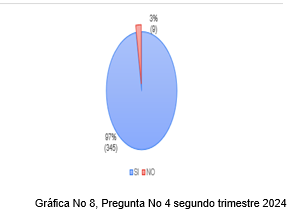 3%
(9)
97%
(345)
SI NO
Gráfica No 8, Pregunta No 4 segundo trimestre 2024